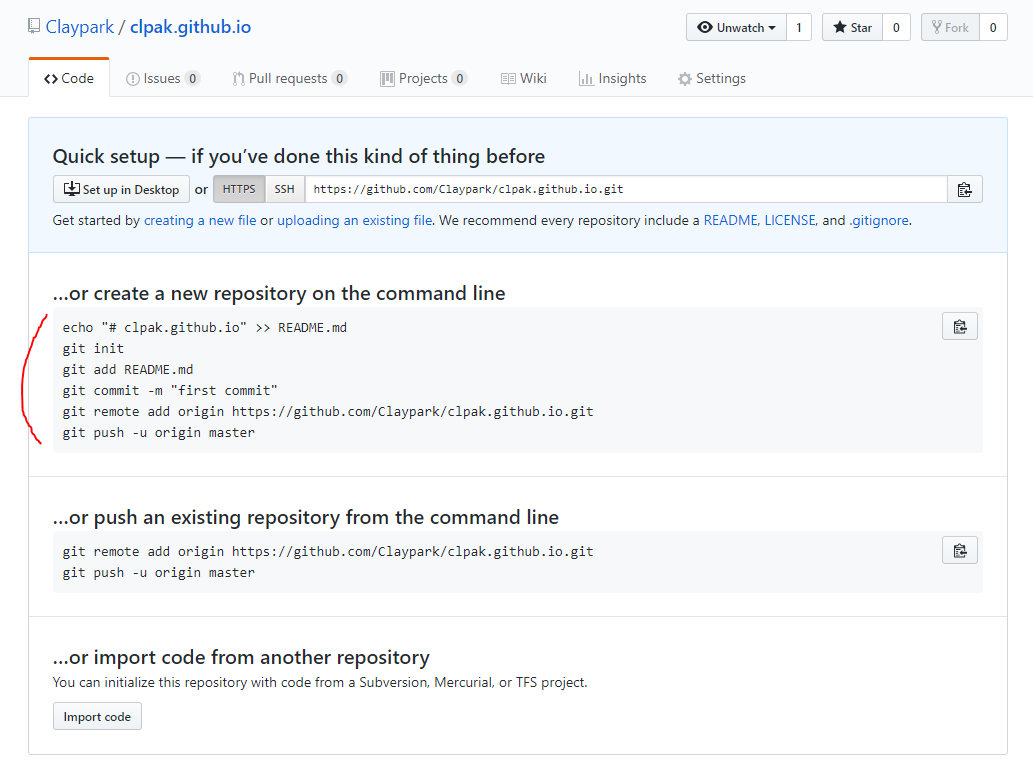 Claypark / clpak.github.io
Unwatch 1 Star 0 Fork 0
Code Issues 0 Pull requests 0 Projects 0 Wiki Insights Settings
Quick setup — if you’ve done this kind of thing before
Set up in Desktop or HTTPS SSH https://github.com/Claypark/clpak.github.io.git
Get started by creating a new file or uploading an existing file. We recommend every repository include a README, LICENSE, and .gitignore.
…or create a new repository on the command line
echo "# clpak.github.io" >> README.md
git init
git add README.md
git commit -m "first commit"
git remote add origin https://github.com/Claypark/clpak.github.io.git
git push -u origin master
…or push an existing repository from the command line
git remote add origin https://github.com/Claypark/clpak.github.io.git
git push -u origin master
…or import code from another repository
You can initialize this repository with code from a Subversion, Mercurial, or TFS project.
Import code